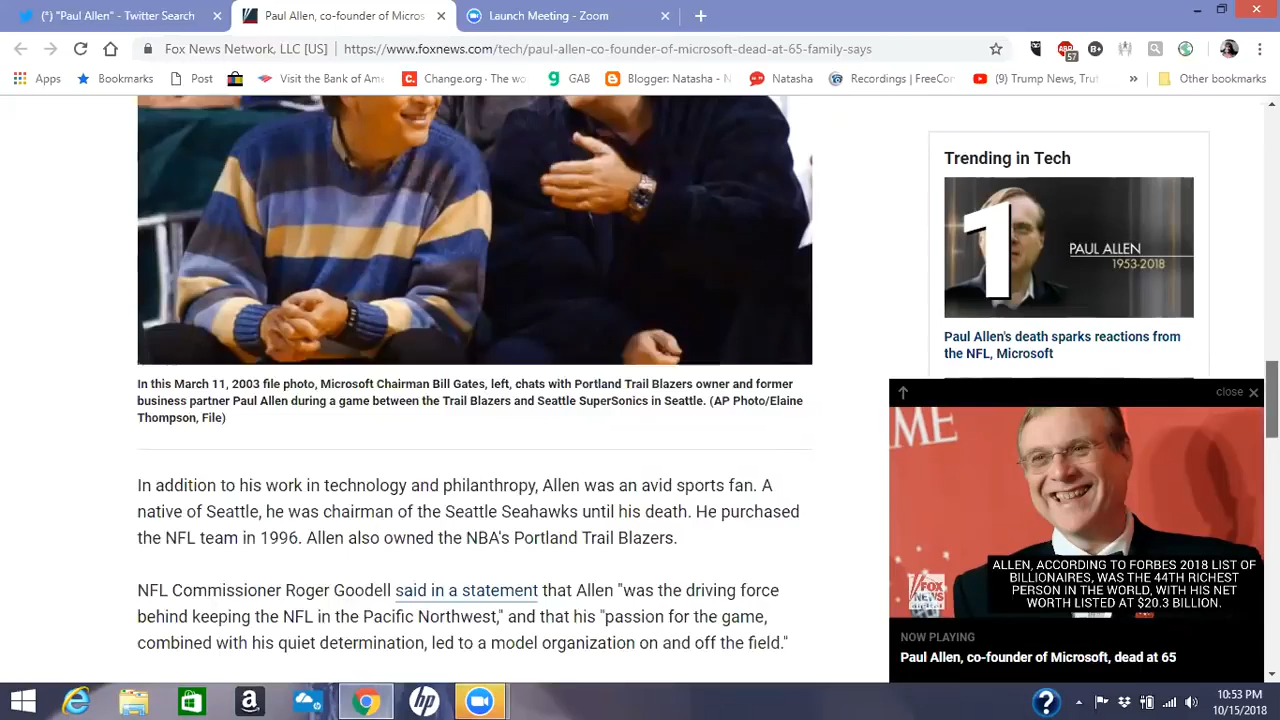 (*) "Paul Allen" - Twitter Search
Paul Allen, co-founder of Micros
Launch Meeting - Zoom
Fox News Network, LLC [US] | https://www.foxnews.com/tech/paul-allen-co-founder-of-microsoft-dead-at-65-family-says
ABP
57
B+
Apps
Bookmarks
Post
Visit the Bank of Ame
Change.org - The wo
GAB
Blogger: Natasha - N
Natasha
Recordings | FreeCon
(9) Trump News, Trut
Other bookmarks
In this March 11, 2003 file photo, Microsoft Chairman Bill Gates, left, chats with Portland Trail Blazers owner and former
business partner Paul Allen during a game between the Trail Blazers and Seattle SuperSonics in Seattle. (AP Photo/Elaine
Thompson, File)
In addition to his work in technology and philanthropy, Allen was an avid sports fan. A
native of Seattle, he was chairman of the Seattle Seahawks until his death. He purchased
the NFL team in 1996. Allen also owned the NBA's Portland Trail Blazers.
NFL Commissioner Roger Goodell said in a statement that Allen "was the driving force
behind keeping the NFL in the Pacific Northwest," and that his "passion for the game,
combined with his quiet determination, led to a model organization on and off the field."
Trending in Tech
1
PAUL ALLEN
1953-2018
Paul Allen's death sparks reactions from
the NFL, Microsoft
close
ME
ALLEN, ACCORDING TO FORBES 2018 LIST OF
BILLIONAIRES, WAS THE 44TH RICHEST
PERSON IN THE WORLD, WITH HIS NET
WORTH LISTED AT $20.3 BILLION.
FOX
NEWS
digital
NOW PLAYING
Paul Allen, co-founder of Microsoft, dead at 65
hp
10:53 PM
10/15/2018